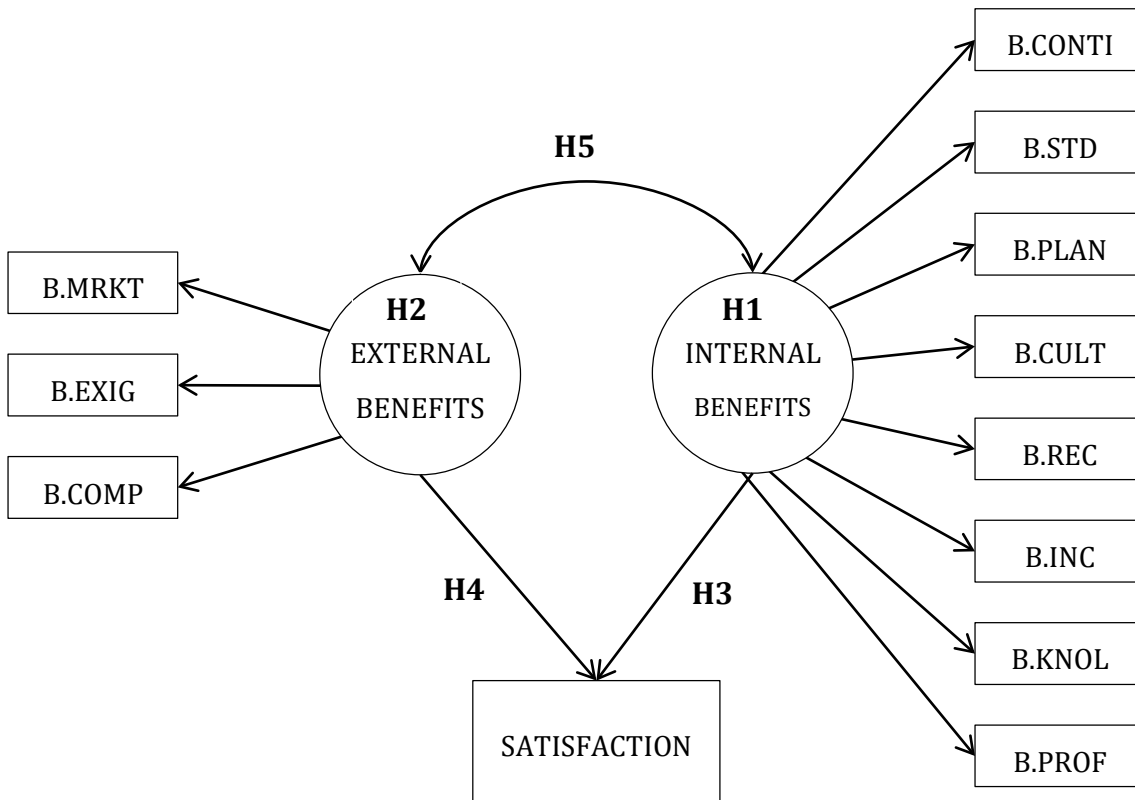 B.CONTI
H5
B.STD
B.PLAN
B.MRKT
H2
EXTERNAL
BENEFITS
H1
INTERNAL
BENEFITS
B.CULT
B.EXIG
B.REC
B.COMP
B.INC
H4
H3
B.KNOL
SATISFACTION
B.PROF